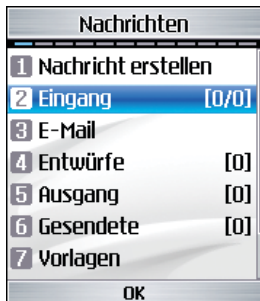 Nachrichten
1 Nachricht erstellen
2 Eingang [0/0]
3 E-Mail
4 Entwürfe [0]
5 Ausgang [0]
6 Gesendete [0]
7 Vorlagen
OK